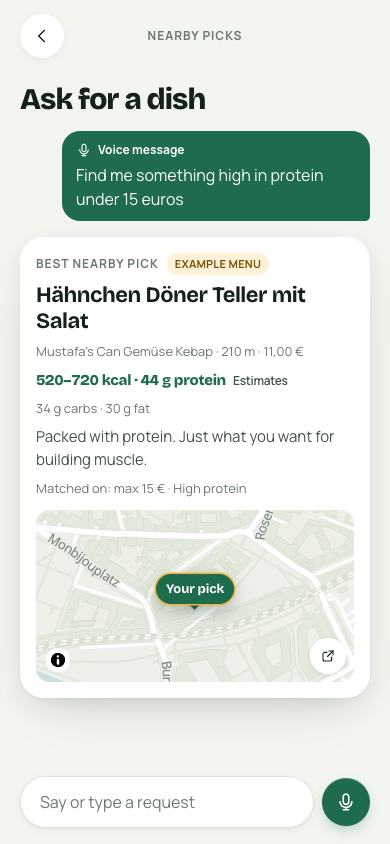 NEARBY PICKS
Ask for a dish
Voice message
Find me something high in protein
under 15 euros
BEST NEARBY PICK EXAMPLE MENU
Hähnchen Döner Teller mit
Salat
Mustafa's Can Gemüse Kebap · 210 m · 11,00 €
520–720 kcal · 44 g protein Estimates
34 g carbs · 30 g fat
Packed with protein. Just what you want for
building muscle.
Matched on: max 15 € · High protein
Monbijouplatz
Rosen
Your pick
Bur
Say or type a request